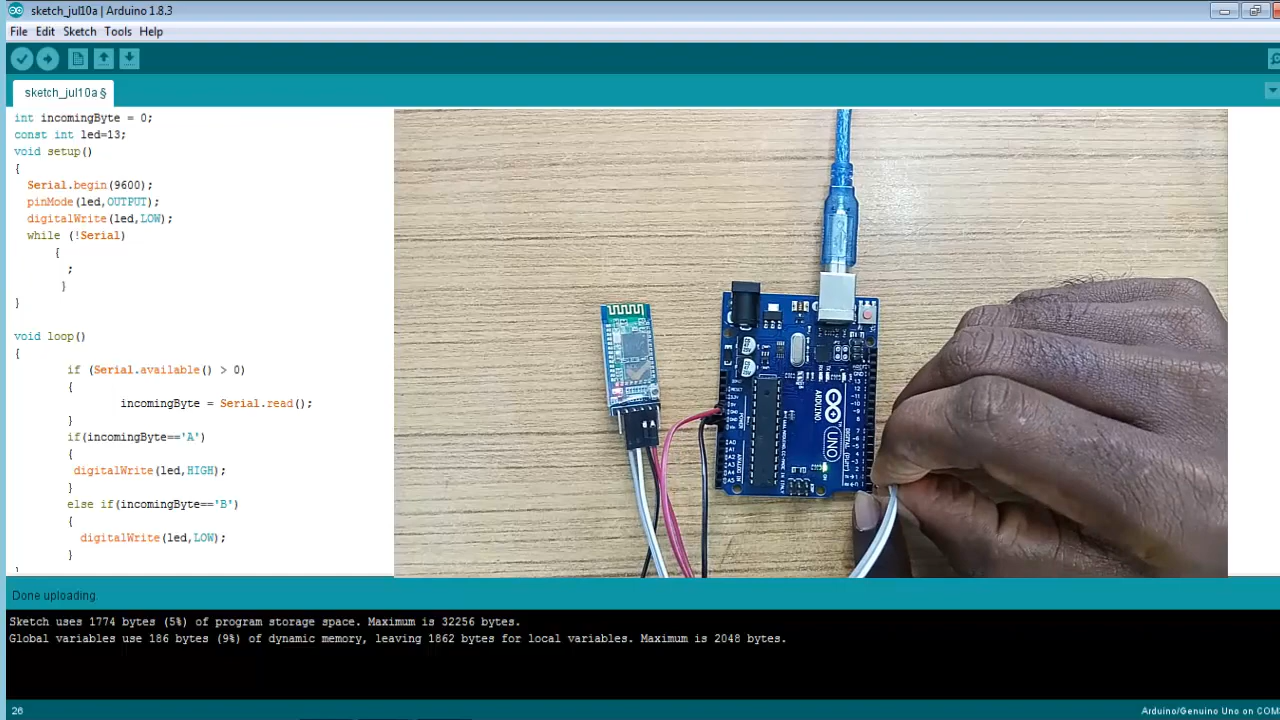 sketch_jul10a | Arduino 1.8.3
File Edit Sketch Tools Help
sketch_jul10a §
int incomingByte = 0;
const int led=13;
void setup()
{
Serial.begin(9600);
pinMode(led,OUTPUT);
digitalWrite(led,LOW);
while (!Serial)
{
;
}
}
void loop()
{
if (Serial.available() > 0)
{
incomingByte = Serial.read();
}
if(incomingByte=='A')
{
digitalWrite(led,HIGH);
}
else if(incomingByte=='B')
{
digitalWrite(led,LOW);
}
ARDUINO
UNO
Done uploading.
Sketch uses 1774 bytes (5%) of program storage space. Maximum is 32256 bytes.
Global variables use 186 bytes (9%) of dynamic memory, leaving 1862 bytes for local variables. Maximum is 2048 bytes.
26
Arduino/Genuino Uno on COM